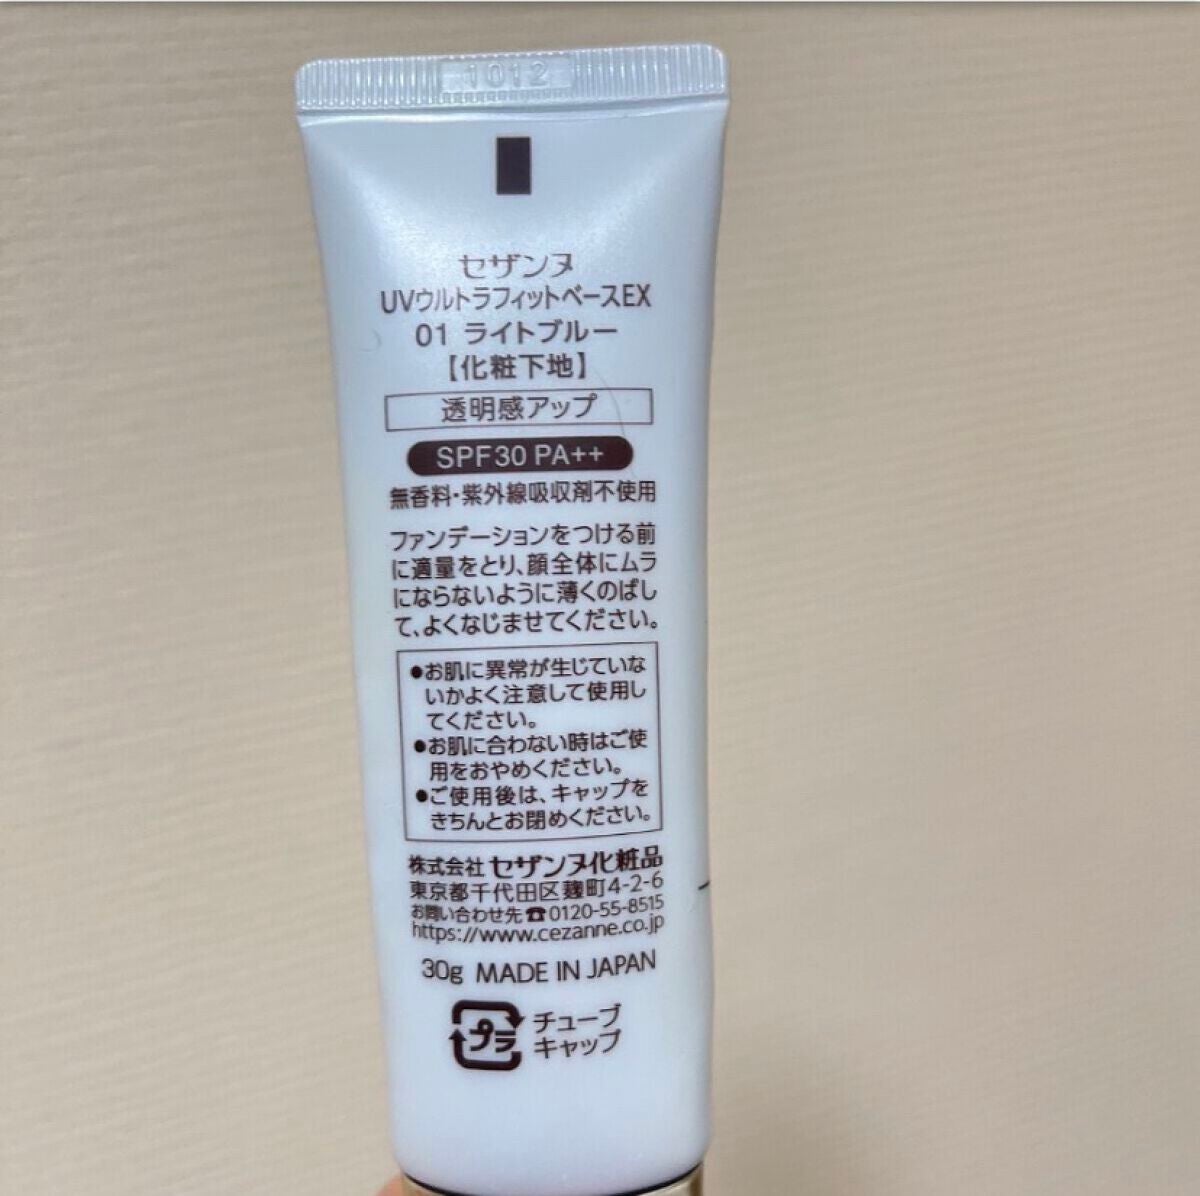 1012
セザンヌ
UVウルトラフィットベースEX
01 ライトブルー
【化粧下地】
透明感アップ
SPF30 PA++
無香料・紫外線吸収剤不使用
ファンデーションをつける前
に適量をとり、顔全体にムラ
にならないように薄くのばし
て、よくなじませてください。
●お肌に異常が生じていな
いかよく注意して使用し
てください。
●お肌に合わない時はご使
用をおやめください。
●ご使用後は、キャップを
きちんとお閉めください。
株式会社 セザンヌ化粧品
東京都千代田区麹町4-2-6
お問い合わせ先☎0120-55-8515
https://www.cezanne.co.jp
30g MADE IN JAPAN
プラ
チューブ
キャップ